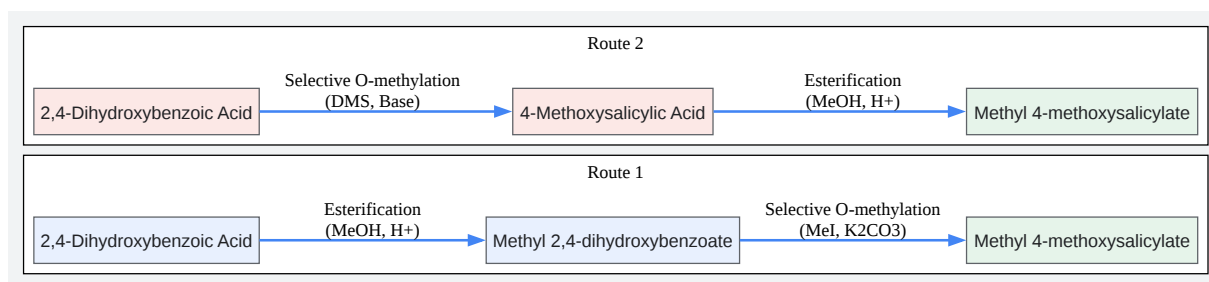 Route 2
Selective O-methylation
(DMS, Base)
Esterification
(MeOH, H+)
2,4-Dihydroxybenzoic Acid
4-Methoxysalicylic Acid
Methyl 4-methoxysalicylate
Route 1
Esterification
(MeOH, H+)
Selective O-methylation
(MeI, K2CO3)
2,4-Dihydroxybenzoic Acid
Methyl 2,4-dihydroxybenzoate
Methyl 4-methoxysalicylate